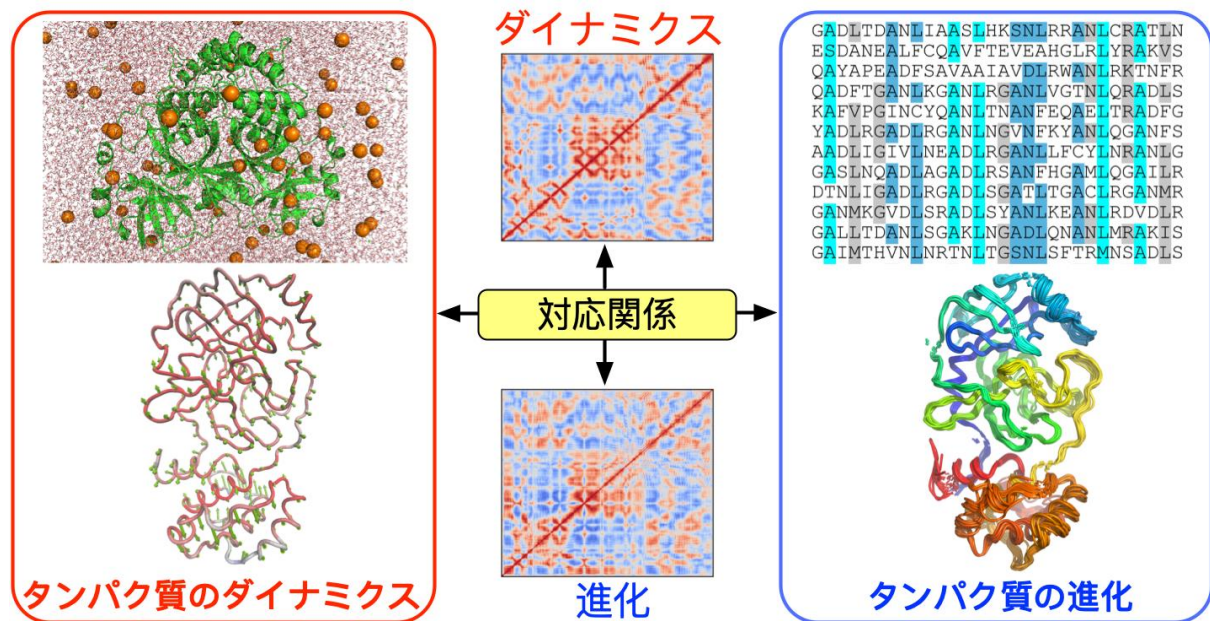 ダイナミクス
GADLTDANLIAASLHKSNLRRANLCRATLN
ESDANEALFCQAVFTEVEAHGLRLYRAKVS
QAYAPEADFSAVAAIAVDLRWANLRKTNFR
QADFTGANLKGANLRGANLVGTNLQRADLS
KAFVPGINCYQANLTNANFEQAELTRADFG
YADLRGADLRGANLNGVNFKYANLQGANFS
AADLIGIVLNEADLRGANLLFCYLNRANLG
GASLNQADLAGADLRSANFHGAMLQGAILR
DTNLIGADLRGADLSGATLTGACLRGANMR
GANMKGVDLSRADLSYANLKEANLRDVDLR
GALLTDANLSGAKLNGADLQNANLMRAKIS
GAIMTHVNLNRTNLTGSNLSFTRMNSADLS
対応関係
タンパク質のダイナミクス
進化
タンパク質の進化